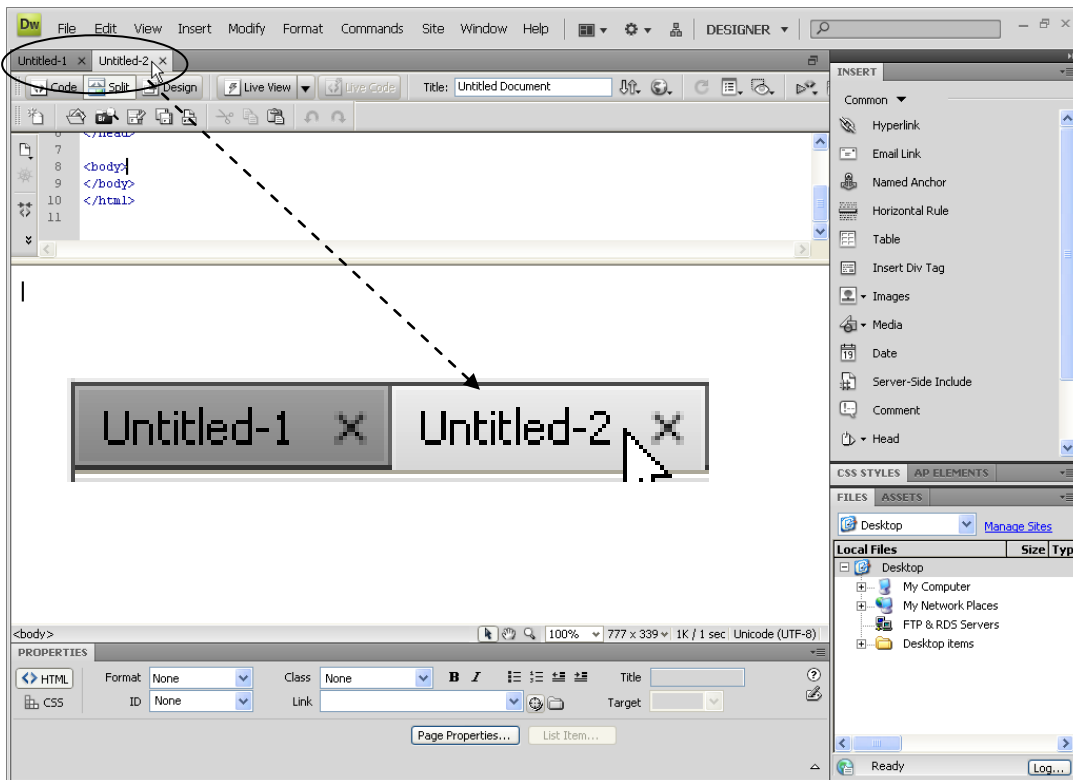 Dw File Edit View Insert Modify Format Commands Site Window Help DESIGNER
Untitled-1 × Untitled-2 ×
Code Split Design Live View Live Code Title: Untitled Document
6 </head>
7
8 <body>
9 </body>
10 </html>
11
Untitled-1 × Untitled-2 ×
<body> 100% 777 x 339 1K / 1 sec Unicode (UTF-8)
PROPERTIES
<> HTML Format None Class None B I Title
CSS ID None Link Target
Page Properties... List Item...
INSERT
Common
Hyperlink
Email Link
Named Anchor
Horizontal Rule
Table
Insert Div Tag
Images
Media
19 Date
Server-Side Include
Comment
Head
CSS STYLES AP ELEMENTS
FILES ASSETS
Desktop Manage Sites
Local Files Size Typ
Desktop
My Computer
My Network Places
FTP & RDS Servers
Desktop items
Ready Log...